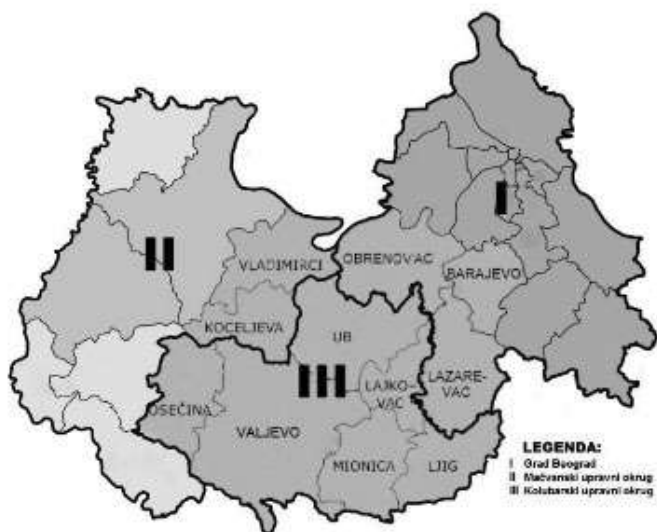 I
II
VLADIMIRCI
OBRENOVAC
BARAJEVO
KOCELJEVA
UB
III
LAJKO-
VAC
LAZARE-
VAC
OSEČINA
VALJEVO
MIONICA
LJIG
LEGENDA:
I Grad Beograd
II Mačvanski upravni okrug
III Kolubarski upravni okrug